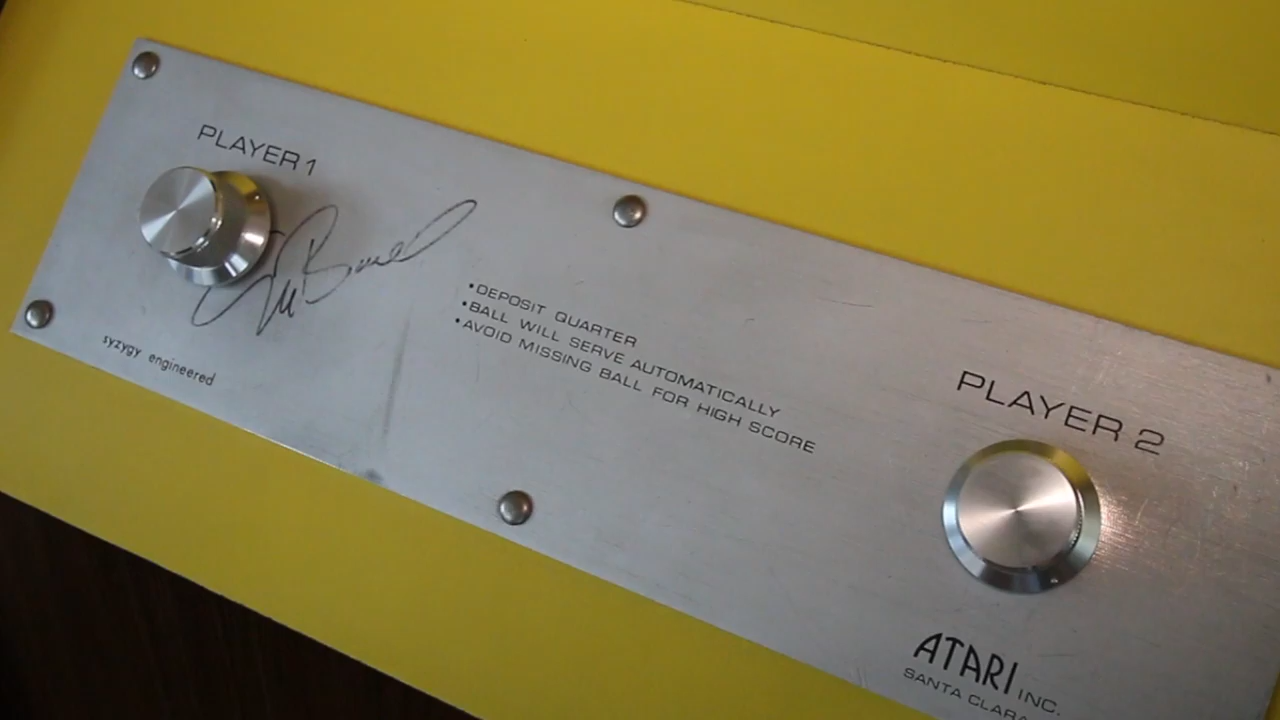 PLAYER 1
syzygy engineered
•DEPOSIT QUARTER
•BALL WILL SERVE AUTOMATICALLY
•AVOID MISSING BALL FOR HIGH SCORE
PLAYER 2
ATARI INC.
SANTA CLARA